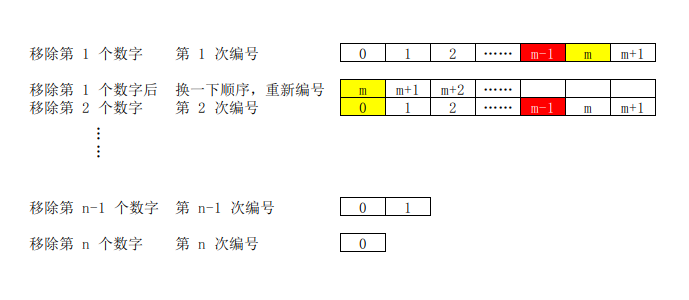 移除第 1 个数字 第 1 次编号 0 1 2 …… m-1 m m+1
移除第 1 个数字后 换一下顺序，重新编号 m m+1 m+2 ……
移除第 2 个数字 第 2 次编号 0 1 2 …… m-1 m m+1
⋮
⋮
移除第 n-1 个数字 第 n-1 次编号 0 1
移除第 n 个数字 第 n 次编号 0